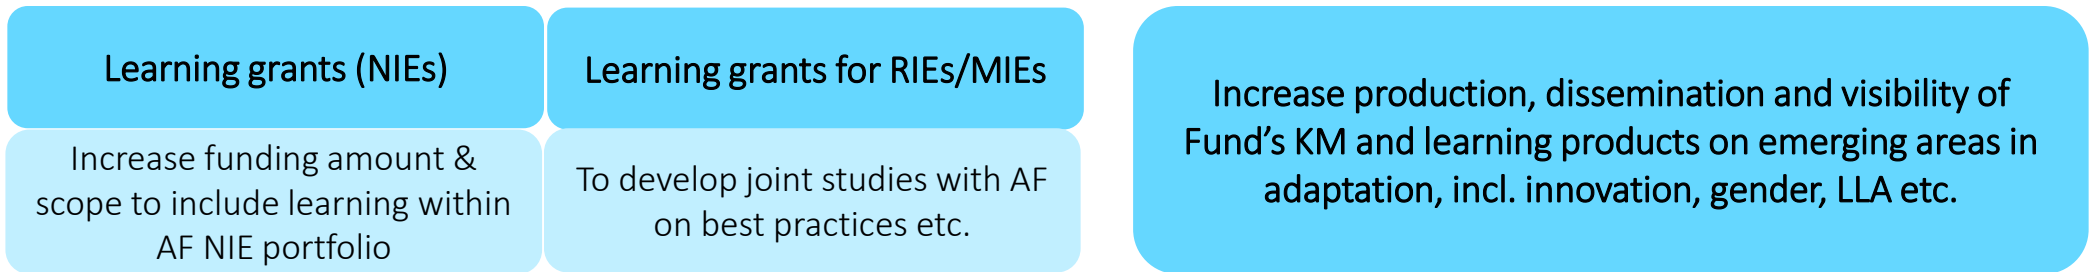 Learning grants (NIEs)
Increase funding amount &
scope to include learning within
AF NIE portfolio
Learning grants for RIEs/MIEs
To develop joint studies with AF
on best practices etc.
Increase production, dissemination and visibility of
Fund’s KM and learning products on emerging areas in
adaptation, incl. innovation, gender, LLA etc.